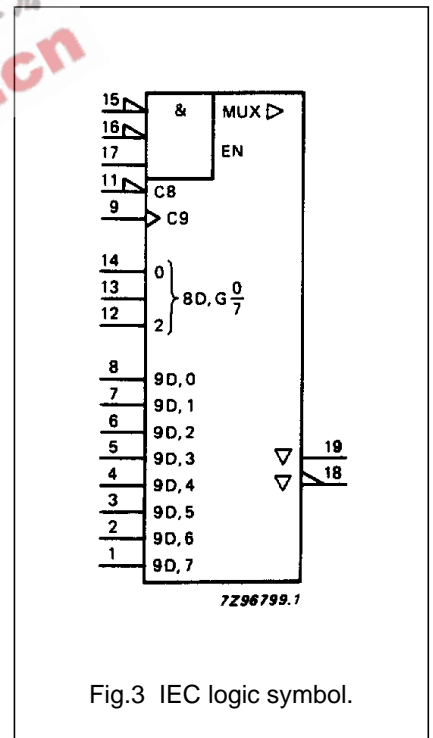 .cn
15 & MUX ▷
16
17 EN
11 C8
9 C9
14 0
13 8D, G 0/7
12 2
8 9D, 0
7 9D, 1
6 9D, 2
5 9D, 3 ▽ 19
4 9D, 4 ▽ 18
3 9D, 5
2 9D, 6
1 9D, 7
7Z96799.1
Fig.3 IEC logic symbol.